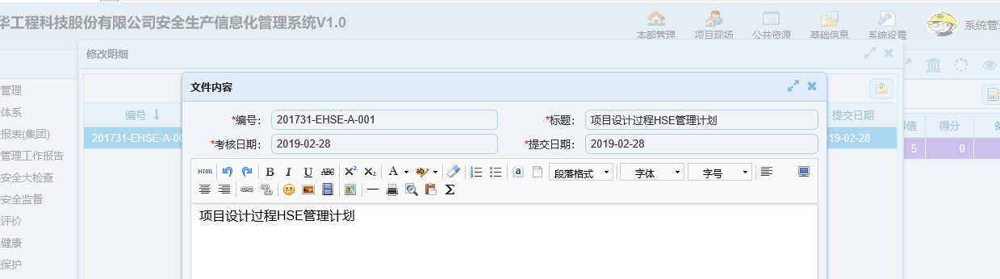 华工程科技股份有限公司安全生产信息化管理系统V1.0
本部管理 项目现场 公共资源 基础信息 系统设置 系统管
修改明细
文件内容
管理
体系
报表(集团)
管理工作报告
安全大检查
安全监督
评价
健康
保护
编号 ↓
提交日期
得分
201731-EHSE-A-00
19-02-28
5 0
*编号: 201731-EHSE-A-001
*标题: 项目设计过程HSE管理计划
*考核日期: 2019-02-28
*提交日期: 2019-02-28
HTML B I U ABC X² X₂ A ab 段落格式 字体 字号
Σ
项目设计过程HSE管理计划